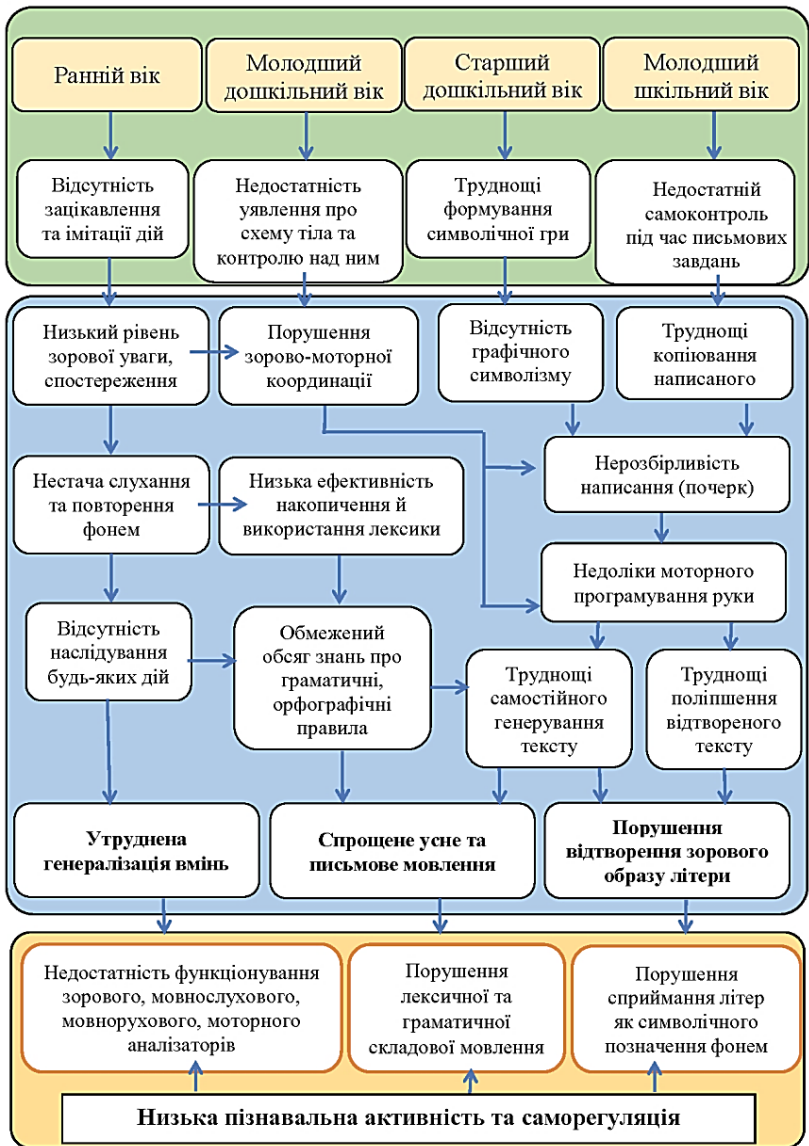 Ранній вік
Молодший
дошкільний вік
Старший
дошкільний вік
Молодший
шкільний вік
Відсутність
зацікавлення
та імітації дій
Недостатність
уявлення про
схему тіла та
контролю над ним
Труднощі
формування
символічної гри
Недостатній
самоконтроль
під час письмових
завдань
Низький рівень
зорової уваги,
спостереження
Порушення
зорово-моторної
координації
Відсутність
графічного
символізму
Труднощі
копіювання
написаного
Нестача слухання
та повторення
фонем
Низька ефективність
накопичення й
використання лексики
Нерозбірливість
написання (почерк)
Недоліки моторного
програмування руки
Відсутність
наслідування
будь-яких дій
Обмежений
обсяг знань про
граматичні,
орфографічні
правила
Труднощі
самостійного
генерування
тексту
Труднощі
поліпшення
відтвореного
тексту
Утруднена
генералізація вмінь
Спрощене усне та
письмове мовлення
Порушення
відтворення зорового
образу літери
Недостатність функціонування
зорового, мовнослухового,
мовнорухового, моторного
аналізаторів
Порушення
лексичної та
граматичної
складової мовлення
Порушення
сприймання літер
як символічного
позначення фонем
Низька пізнавальна активність та саморегуляція